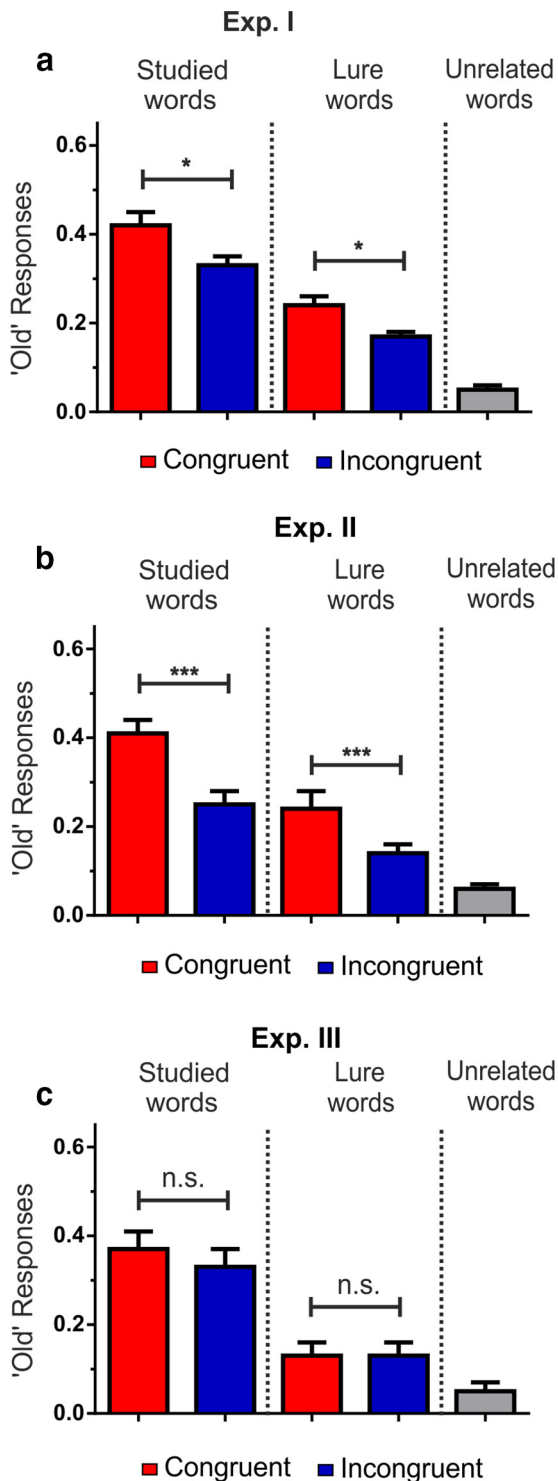 Exp. I
a
Studied words
Lure words
Unrelated words
'Old' Responses
0.6
0.4
0.2
0.0
*
*
Congruent Incongruent
Exp. II
b
Studied words
Lure words
Unrelated words
'Old' Responses
0.6
0.4
0.2
0.0
***
***
Congruent Incongruent
Exp. III
c
Studied words
Lure words
Unrelated words
'Old' Responses
0.6
0.4
0.2
0.0
n.s.
n.s.
Congruent Incongruent